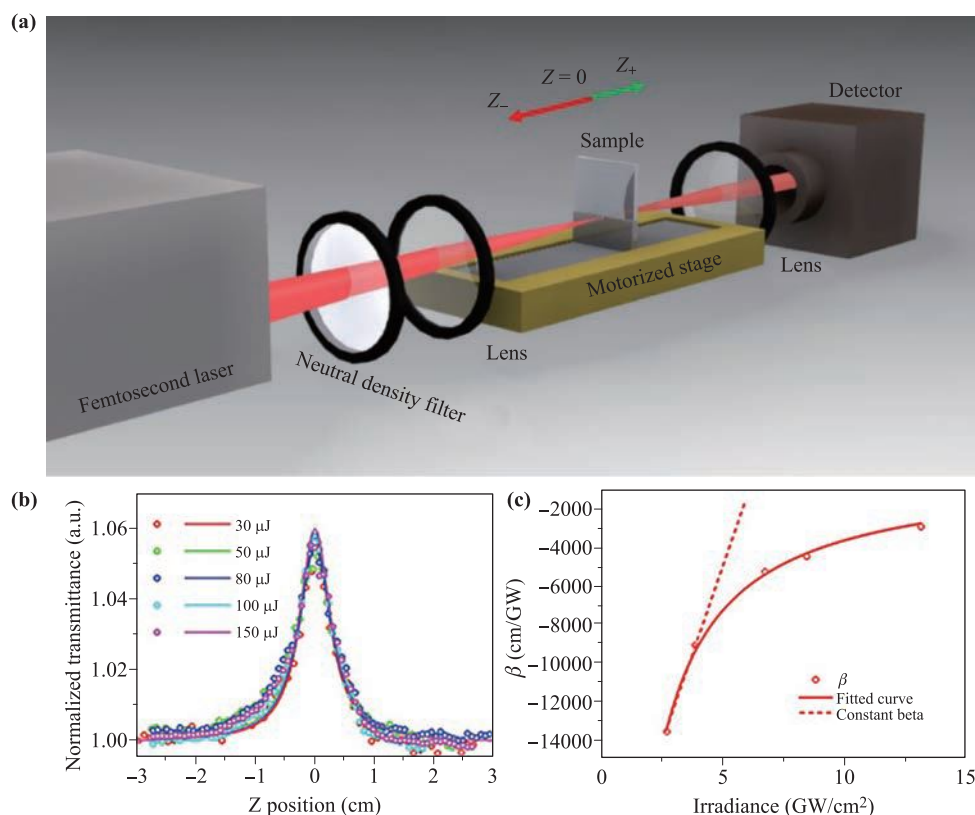 (a)
Z = 0
Z+
Z−
Detector
Sample
Motorized stage
Lens
Lens
Neutral density filter
Femtosecond laser
(b)
Normalized transmittance (a.u.)
1.06
1.04
1.02
1.00
30 μJ
50 μJ
80 μJ
100 μJ
150 μJ
−3
−2
−1
0
1
2
3
Z position (cm)
(c)
β (cm/GW)
−2000
−4000
−6000
−8000
−10000
−12000
−14000
β
Fitted curve
Constant beta
0
5
10
15
Irradiance (GW/cm²)